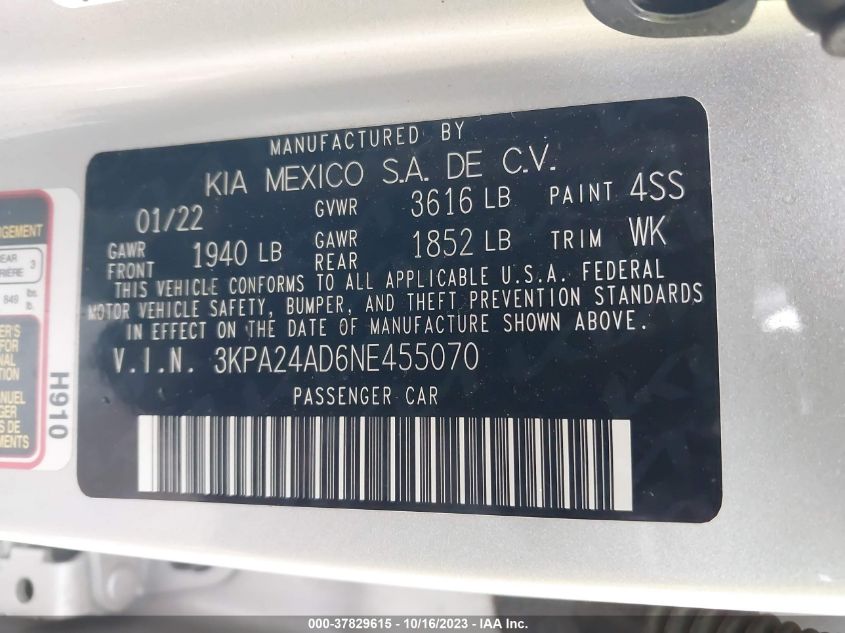 MANUFACTURED BY
KIA MEXICO S.A. DE C.V.
01/22 GVWR 3616 LB PAINT 4SS
GAWR FRONT 1940 LB GAWR REAR 1852 LB TRIM WK
THIS VEHICLE CONFORMS TO ALL APPLICABLE U.S.A. FEDERAL
MOTOR VEHICLE SAFETY, BUMPER, AND THEFT PREVENTION STANDARDS
IN EFFECT ON THE DATE OF MANUFACTURE SHOWN ABOVE.
V.I.N. 3KPA24AD6NE455070
PASSENGER CAR
3
849 lbs.
H910
000-37829615 - 10/16/2023 - IAA Inc.